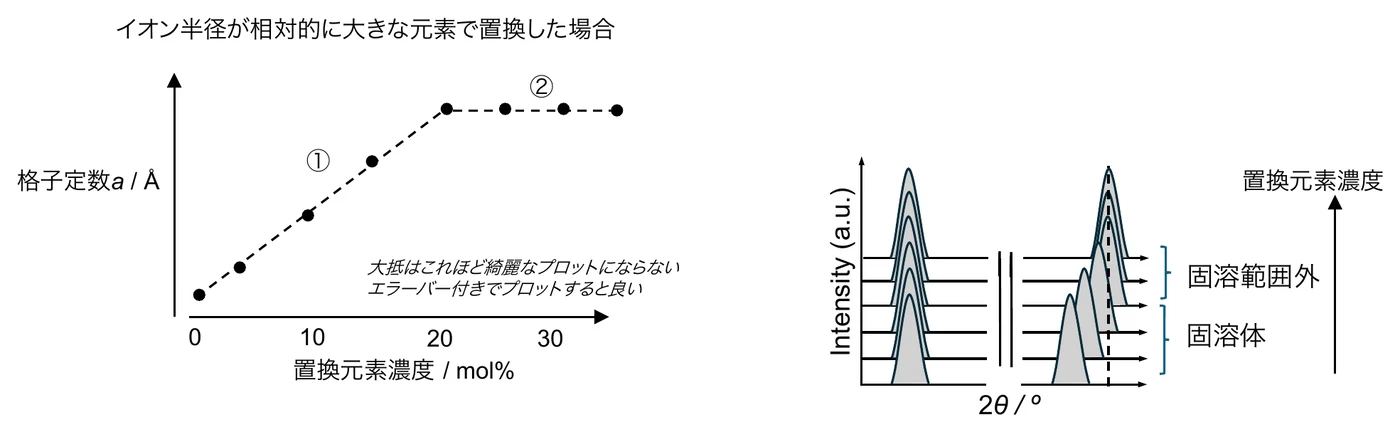 イオン半径が相対的に大きな元素で置換した場合
②
①
格子定数a / Å
大抵はこれほど綺麗なプロットにならない
エラーバー付きでプロットすると良い
0 10 20 30
置換元素濃度 / mol%
置換元素濃度
Intensity (a.u.)
固溶範囲外
固溶体
2θ / º